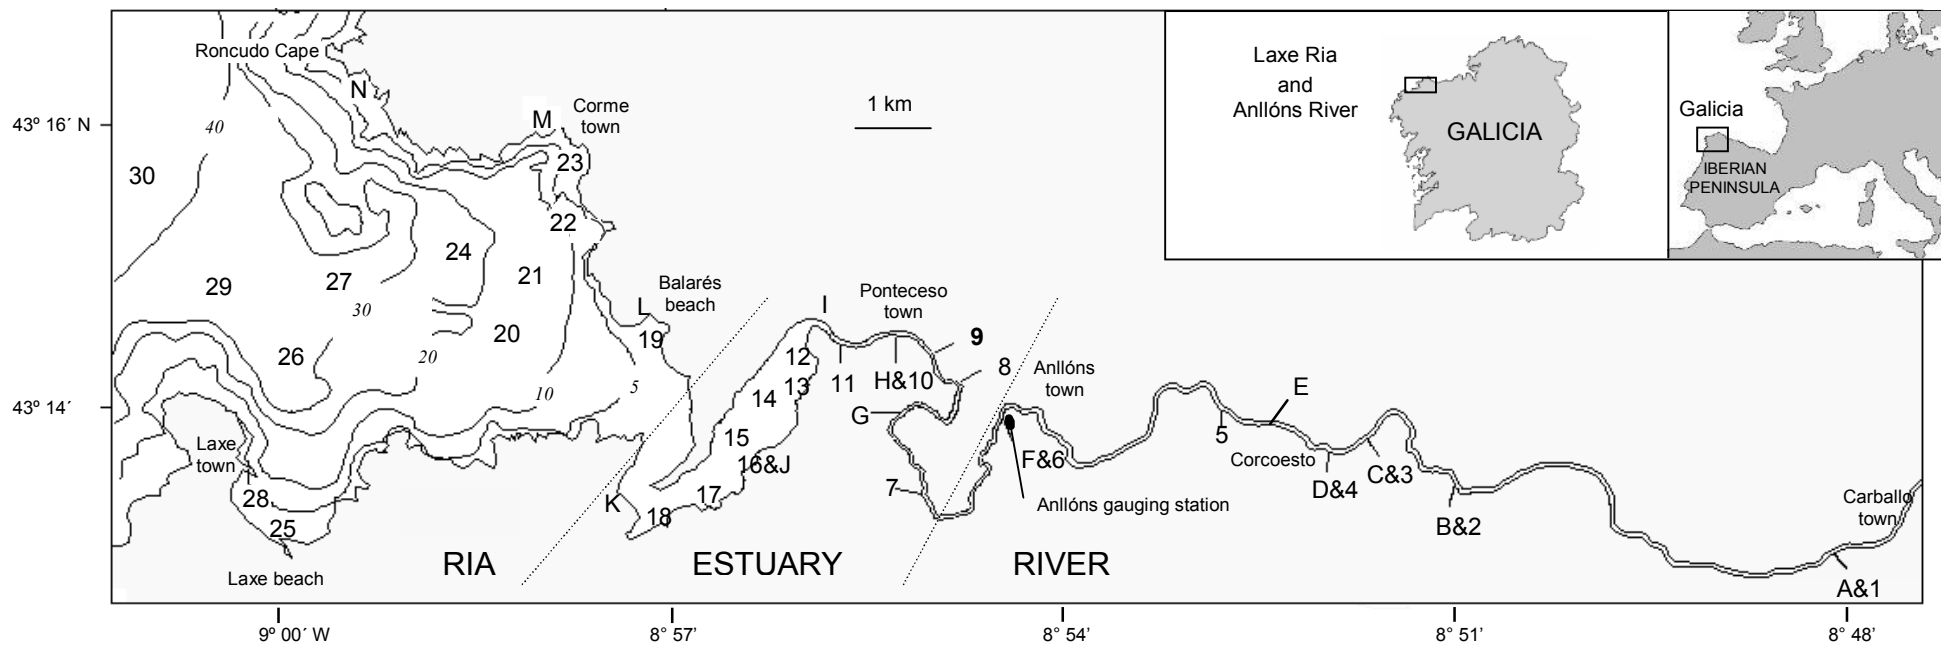 Roncudo Cape
N
M
Corme
town
1 km
43º 16´ N
40
30
23
22
24
21
27
29
30
20
26
20
10
5
L
Balarés
beach
19
I
Ponteceso
town
9
8
Anllóns
town
12
13
11
H&10
14
G
15
16&J
17
18
K
7
43º 14´
Laxe
town
28
25
Laxe beach
F&6
Anllóns gauging station
5
E
Corcoesto
D&4
C&3
B&2
Carballo
town
A&1
RIA
ESTUARY
RIVER
9º 00´ W
8° 57’
8° 54’
8° 51’
8° 48’
Laxe Ria
and
Anllóns River
GALICIA
Galicia
IBERIAN
PENINSULA